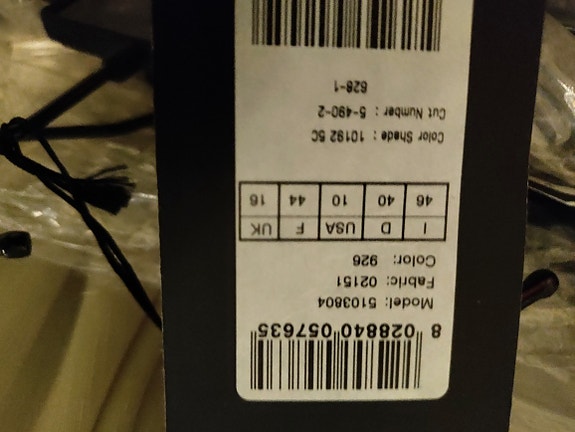 8 028840 057635
Model: 5103804
Fabric: 02151
Color: 926
I D USA F UK
46 40 10 44 16
Color Shade : 10192 5C
Cut Number : 5-490-2
628-1